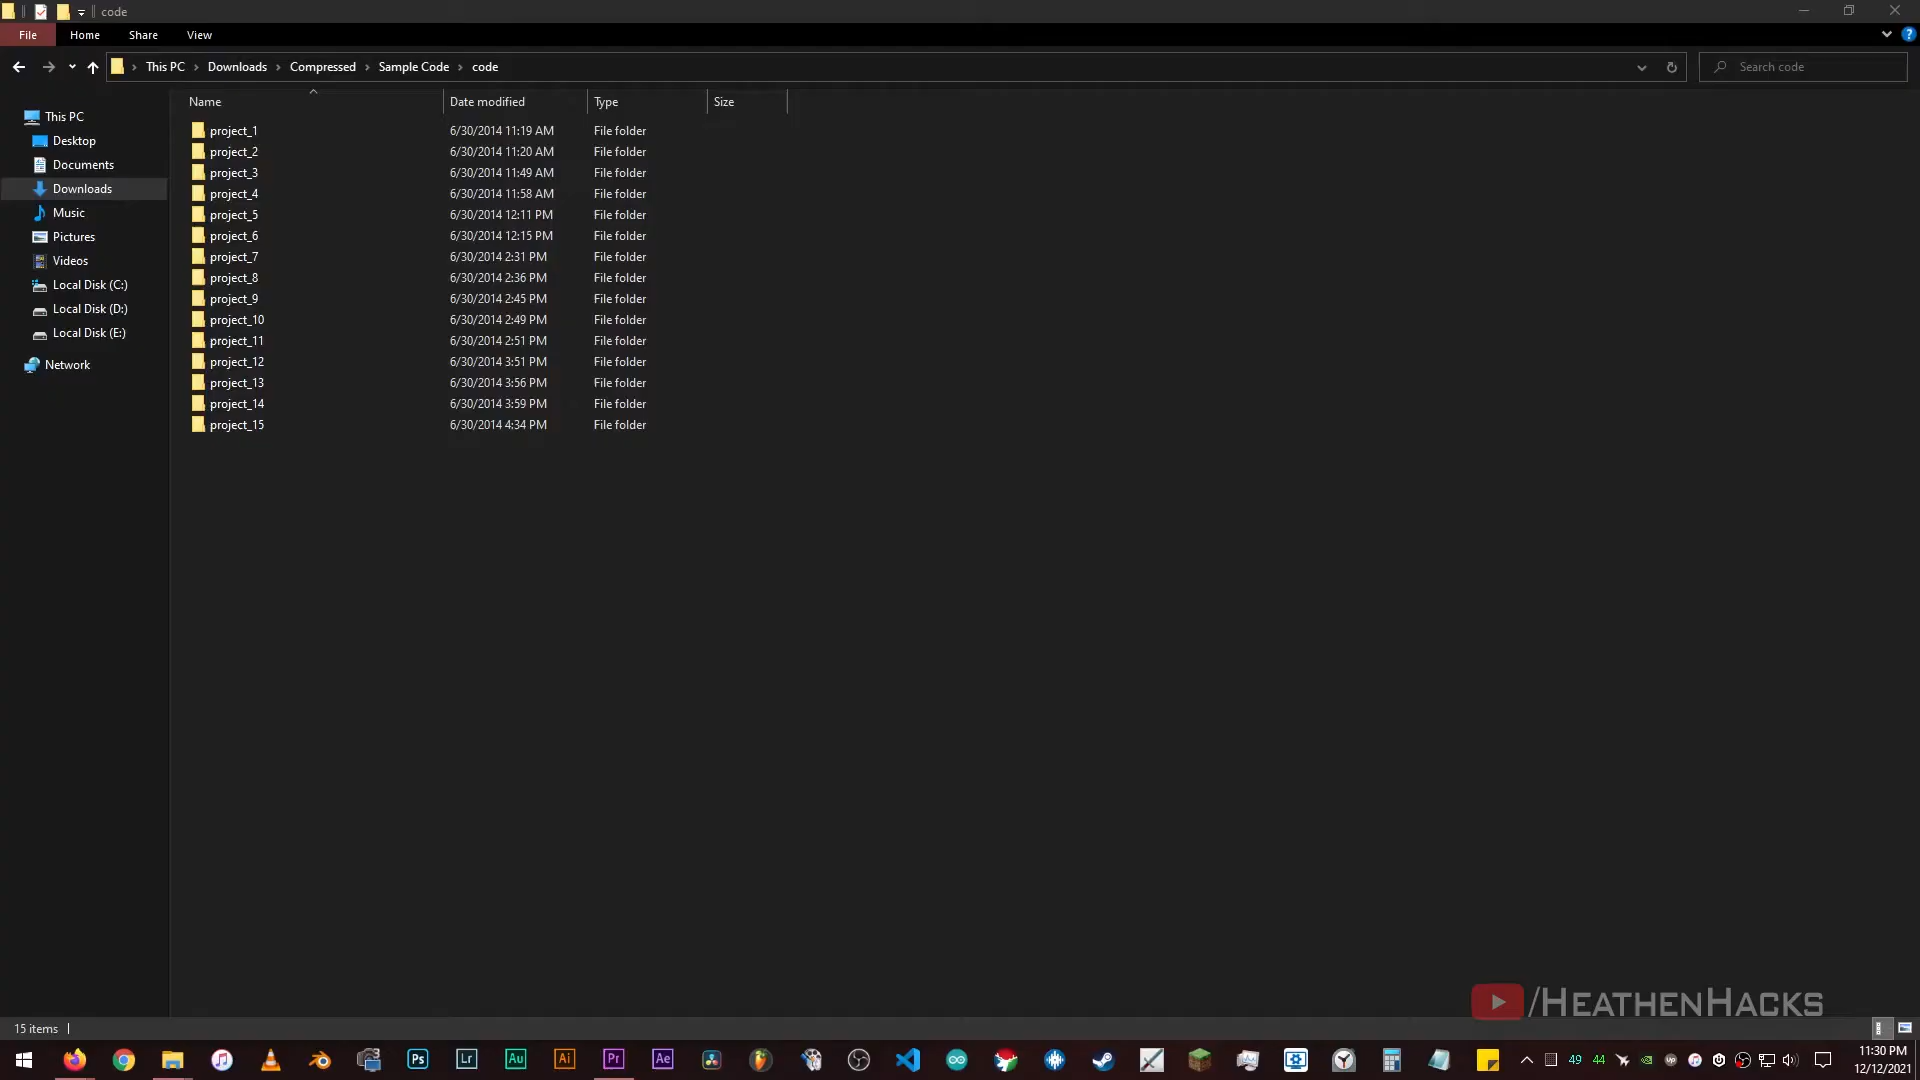 code
File Home Share View
This PC Downloads Compressed Sample Code code Search code
Name Date modified Type Size
This PC
Desktop
Documents
Downloads
Music
Pictures
Videos
Local Disk (C:)
Local Disk (D:)
Local Disk (E:)
Network
project_1 6/30/2014 11:19 AM File folder
project_2 6/30/2014 11:20 AM File folder
project_3 6/30/2014 11:49 AM File folder
project_4 6/30/2014 11:58 AM File folder
project_5 6/30/2014 12:11 PM File folder
project_6 6/30/2014 12:15 PM File folder
project_7 6/30/2014 2:31 PM File folder
project_8 6/30/2014 2:36 PM File folder
project_9 6/30/2014 2:45 PM File folder
project_10 6/30/2014 2:49 PM File folder
project_11 6/30/2014 2:51 PM File folder
project_12 6/30/2014 3:51 PM File folder
project_13 6/30/2014 3:56 PM File folder
project_14 6/30/2014 3:59 PM File folder
project_15 6/30/2014 4:34 PM File folder
/HEATHENHACKS
15 items
Ps Lr Au Ai Pr Ae 49 44 11:30 PM
12/12/2021